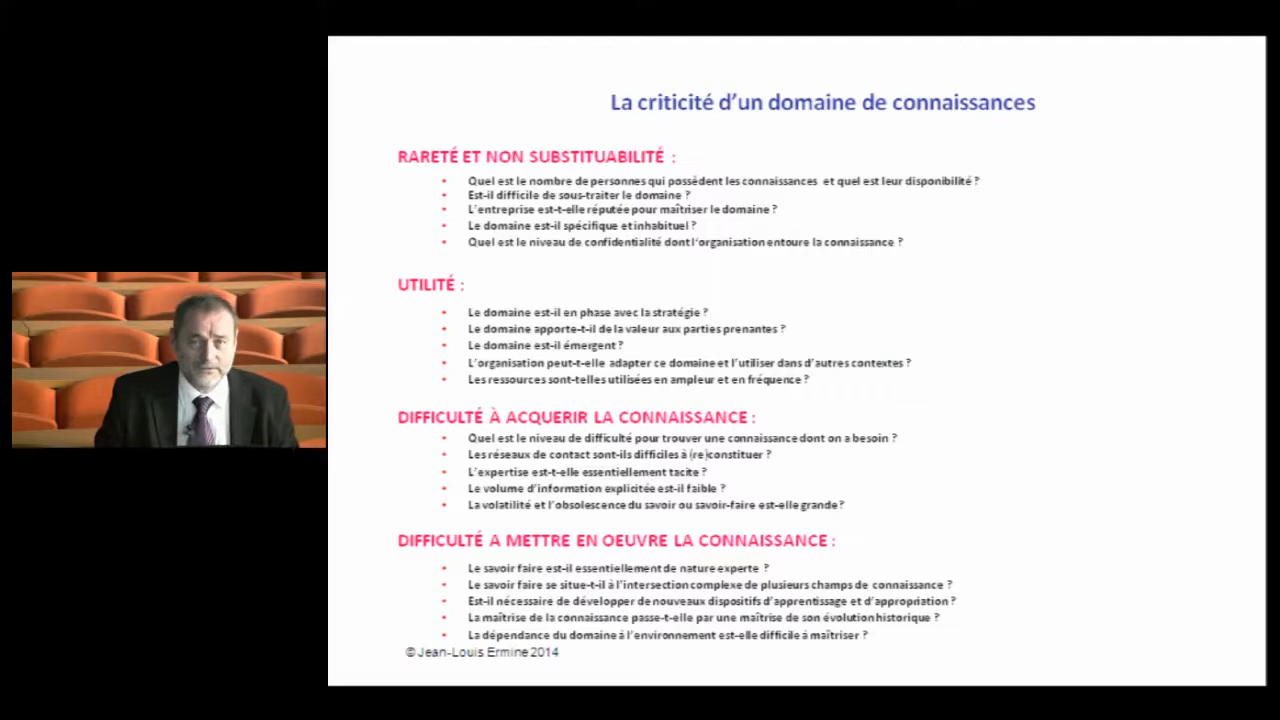 La criticité d'un domaine de connaissances
RARETÉ ET NON SUBSTITUABILITÉ :
• Quel est le nombre de personnes qui possèdent les connaissances et quel est leur disponibilité ?
• Est-il difficile de sous-traiter le domaine ?
• L'entreprise est-t-elle réputée pour maîtriser le domaine ?
• Le domaine est-il spécifique et inhabituel ?
• Quel est le niveau de confidentialité dont l'organisation entoure la connaissance ?
UTILITÉ :
• Le domaine est-il en phase avec la stratégie ?
• Le domaine apporte-t-il de la valeur aux parties prenantes ?
• Le domaine est-il émergent ?
• L'organisation peut-t-elle adapter ce domaine et l'utiliser dans d'autres contextes ?
• Les ressources sont-telles utilisées en ampleur et en fréquence ?
DIFFICULTÉ À ACQUERIR LA CONNAISSANCE :
• Quel est le niveau de difficulté pour trouver une connaissance dont on a besoin ?
• Les réseaux de contact sont-ils difficiles à (re)constituer ?
• L'expertise est-t-elle essentiellement tacite ?
• Le volume d'information explicitée est-il faible ?
• La volatilité et l'obsolescence du savoir ou savoir-faire est-elle grande ?
DIFFICULTÉ A METTRE EN OEUVRE LA CONNAISSANCE :
• Le savoir faire est-il essentiellement de nature experte ?
• Le savoir faire se situe-t-il à l'intersection complexe de plusieurs champs de connaissance ?
• Est-il nécessaire de développer de nouveaux dispositifs d'apprentissage et d'appropriation ?
• La maîtrise de la connaissance passe-t-elle par une maîtrise de son évolution historique ?
• La dépendance du domaine à l'environnement est-elle difficile à maîtriser ?
© Jean-Louis Ermine 2014